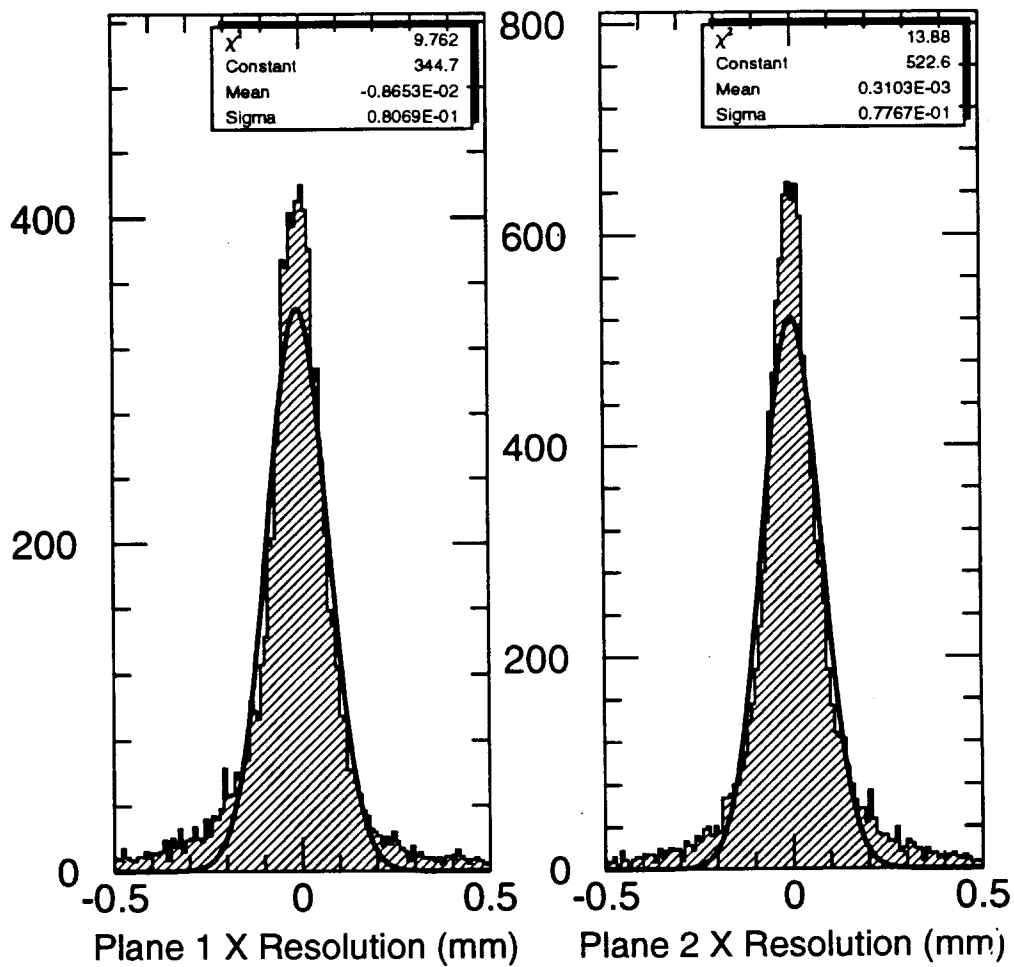 χ² 9.762
Constant 344.7
Mean -0.8653E-02
Sigma 0.8069E-01
400
200
0
-0.5 0 0.5
Plane 1 X Resolution (mm)
χ² 13.88
Constant 522.6
Mean 0.3103E-03
Sigma 0.7767E-01
800
600
400
200
0
-0.5 0 0.5
Plane 2 X Resolution (mm)